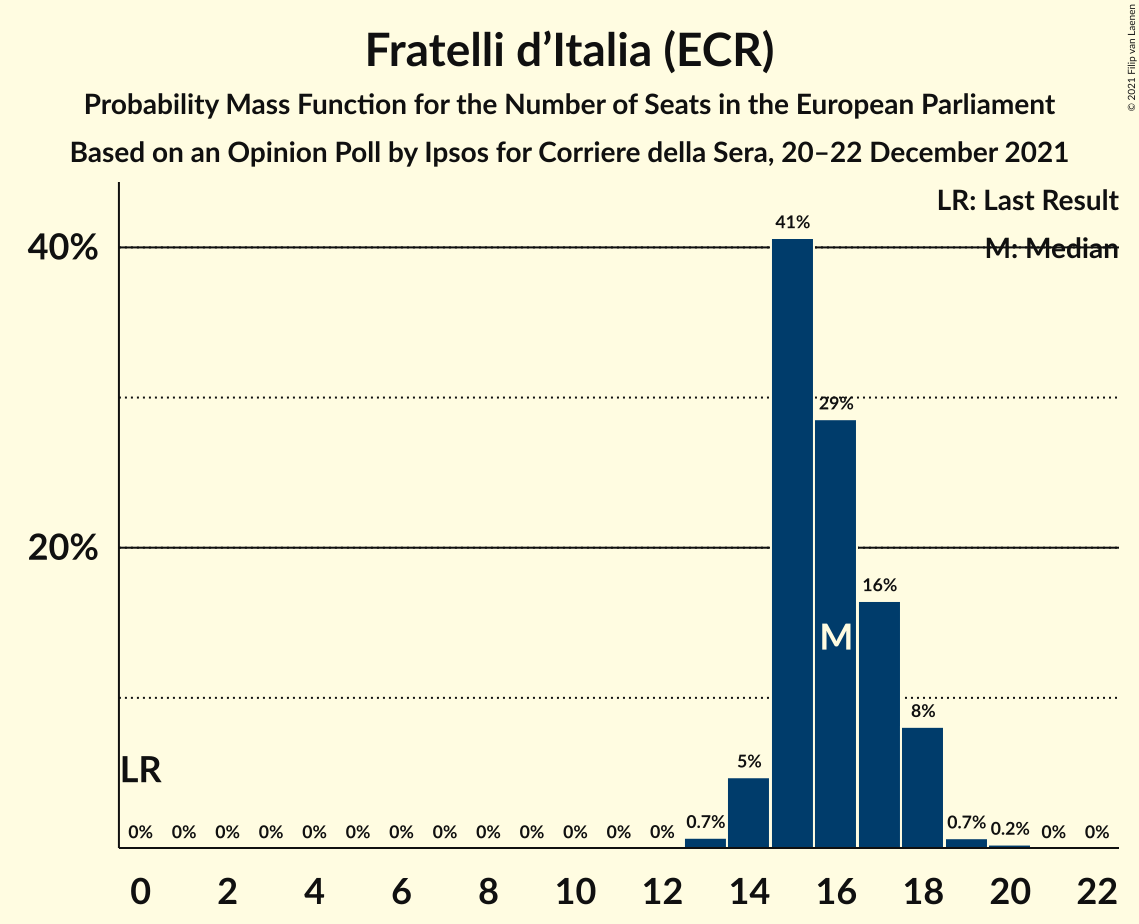 Fratelli d’Italia (ECR)
Probability Mass Function for the Number of Seats in the European Parliament
Based on an Opinion Poll by Ipsos for Corriere della Sera, 20–22 December 2021
© 2021 Filip van Laenen
LR: Last Result
M: Median
40%
20%
41%
29%
16%
8%
5%
0.7%
0.7%
0.2%
M
LR
0% 0% 0% 0% 0% 0% 0% 0% 0% 0% 0% 0% 0% 0% 0%
0 2 4 6 8 10 12 14 16 18 20 22